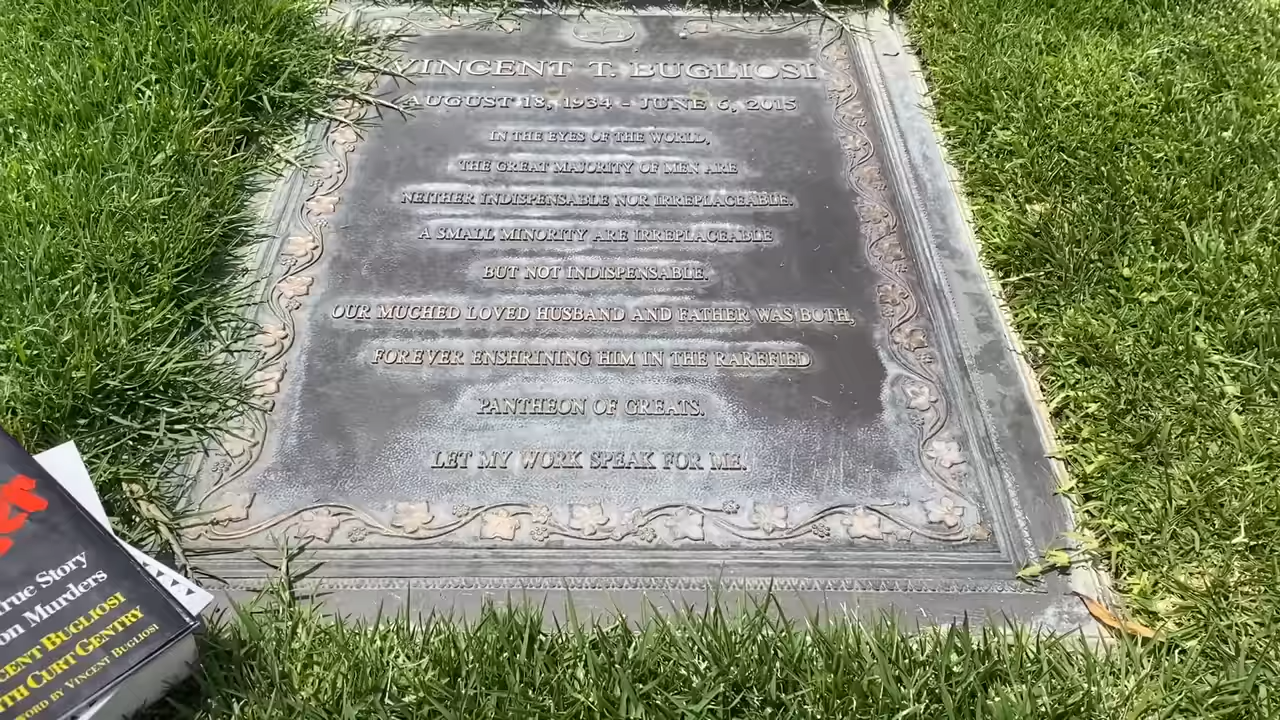 VINCENT T. BUGLIOSI
AUGUST 18, 1934 - JUNE 6, 2015
IN THE EYES OF THE WORLD,
THE GREAT MAJORITY OF MEN ARE
NEITHER INDISPENSABLE NOR IRREPLACEABLE.
A SMALL MINORITY ARE IRREPLACEABLE
BUT NOT INDISPENSABLE.
OUR MUCHED LOVED HUSBAND AND FATHER WAS BOTH,
FOREVER ENSHRINING HIM IN THE RAREFIED
PANTHEON OF GREATS.
LET MY WORK SPEAK FOR ME.
rue Story
on Murders
CENT BUGLIOSI
TH CURT GENTRY
WORD BY VINCENT BUGLIOSI